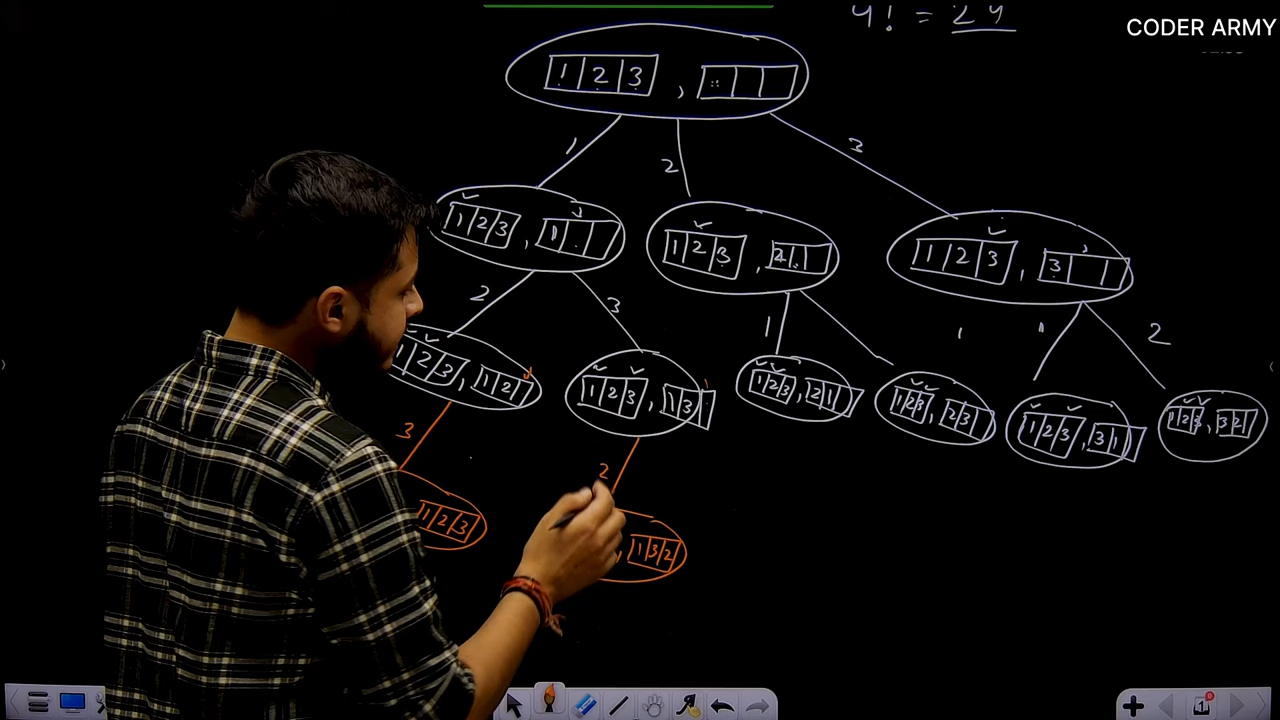 4! = 24
CODER ARMY
1 2 3 ,
1 2 3
1 2 3 , 1
1 2 3 , 2
1 2 3 , 3
2 3 1 1 2
1 2 3 , 1 2
1 2 3 , 1 3
1 2 3 , 2 1
1 2 3 , 2 3
1 2 3 , 3 1
1 2 3 , 3 2
3 2
1 2 3
, 1 3 2
1